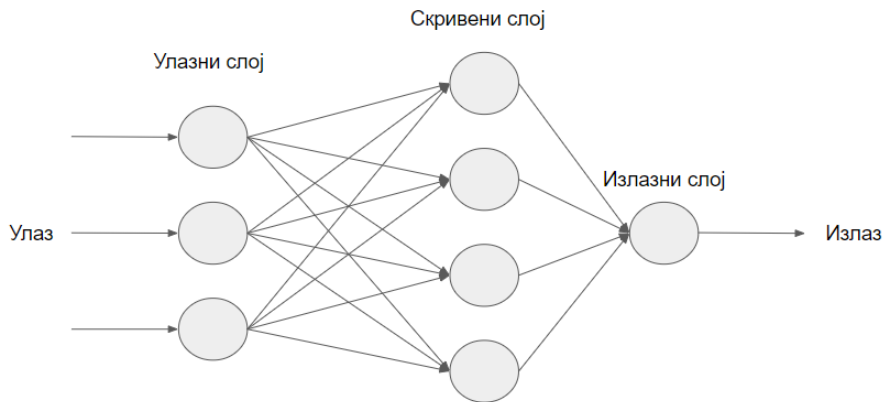 Скривени слој
Улазни слој
Излазни слој
Улаз
Излаз